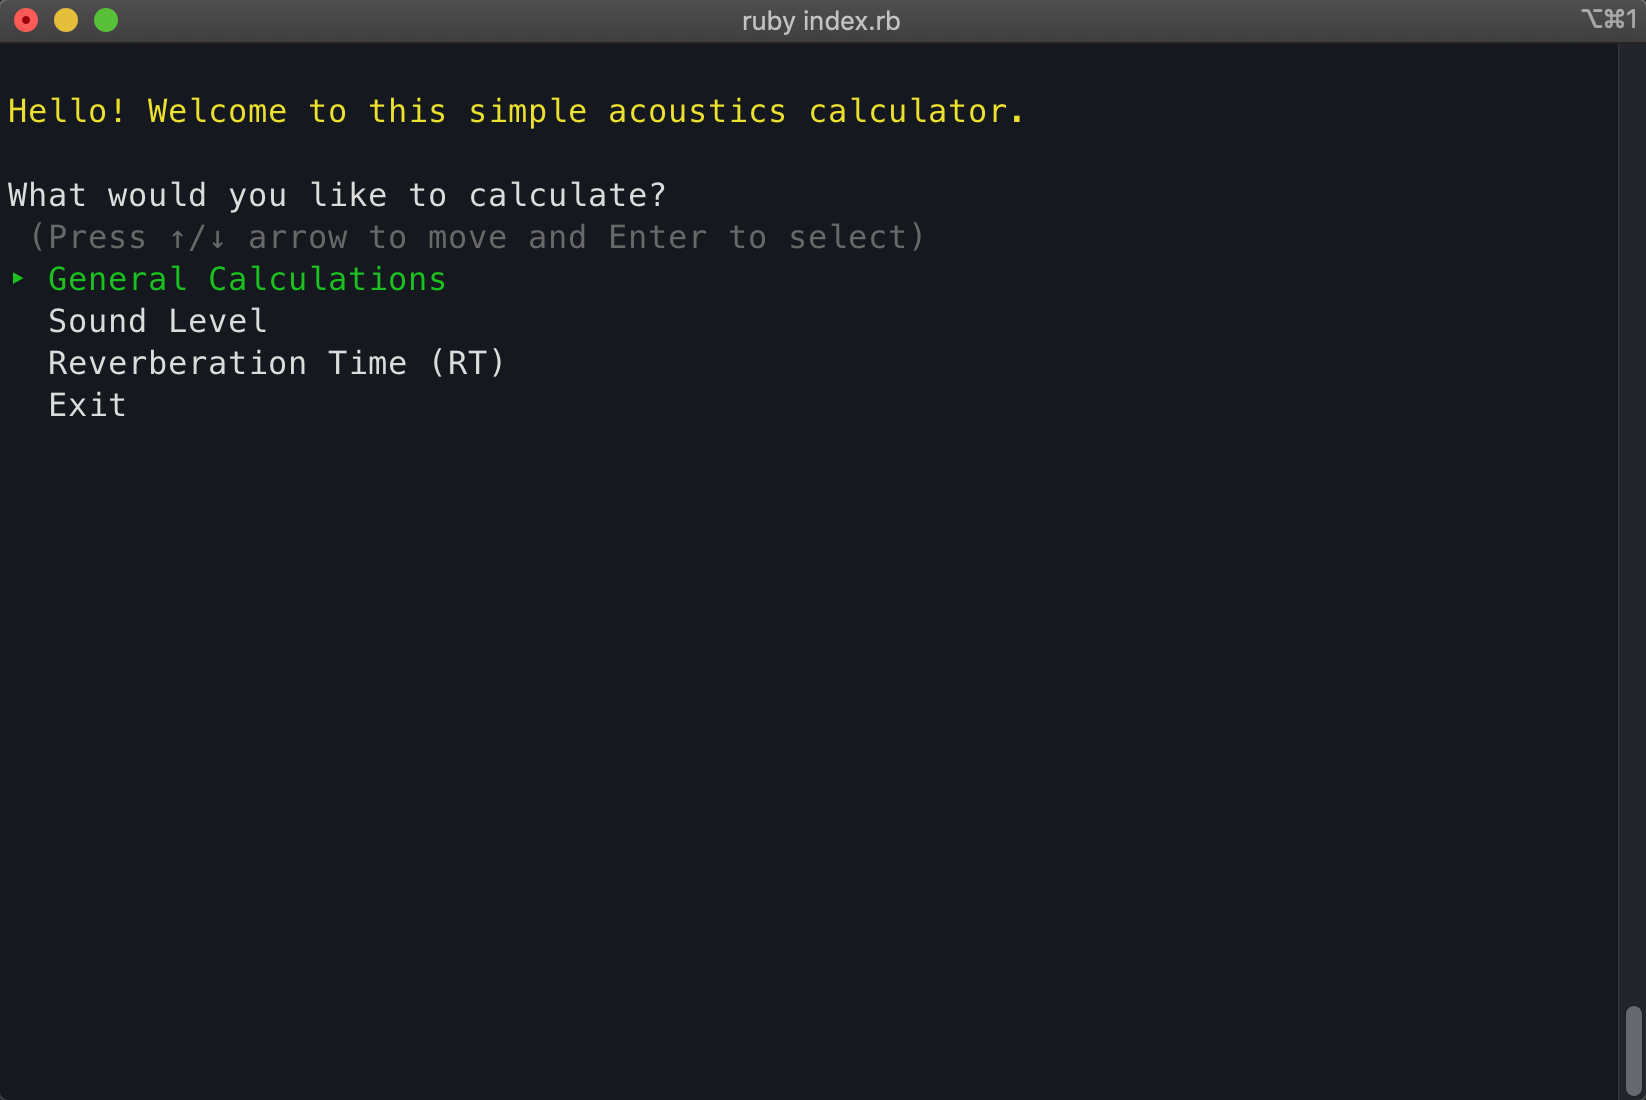 ruby index.rb
⌥⌘1
Hello! Welcome to this simple acoustics calculator.
What would you like to calculate?
(Press ↑/↓ arrow to move and Enter to select)
‣ General Calculations
Sound Level
Reverberation Time (RT)
Exit